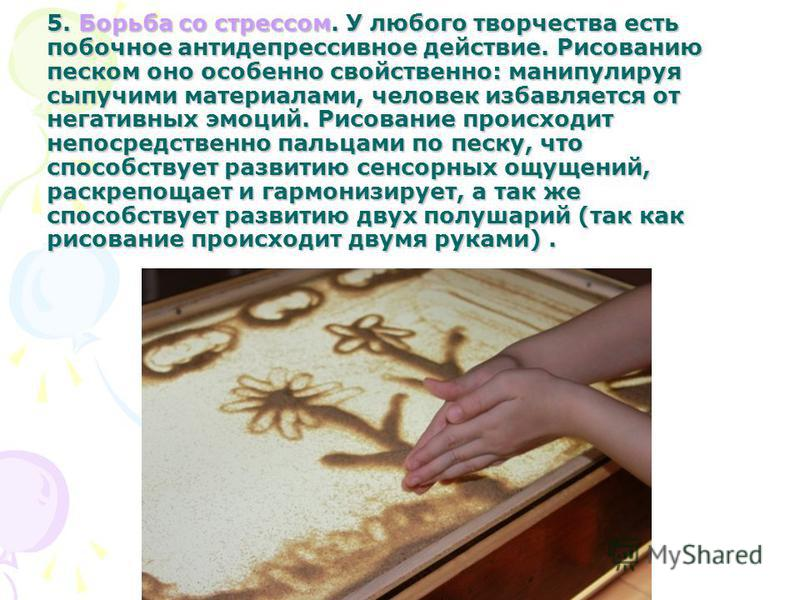 5. Борьба со стрессом. У любого творчества есть
побочное антидепрессивное действие. Рисованию
песком оно особенно свойственно: манипулируя
сыпучими материалами, человек избавляется от
негативных эмоций. Рисование происходит
непосредственно пальцами по песку, что
способствует развитию сенсорных ощущений,
раскрепощает и гармонизирует, а так же
способствует развитию двух полушарий (так как
рисование происходит двумя руками) .
MyShared